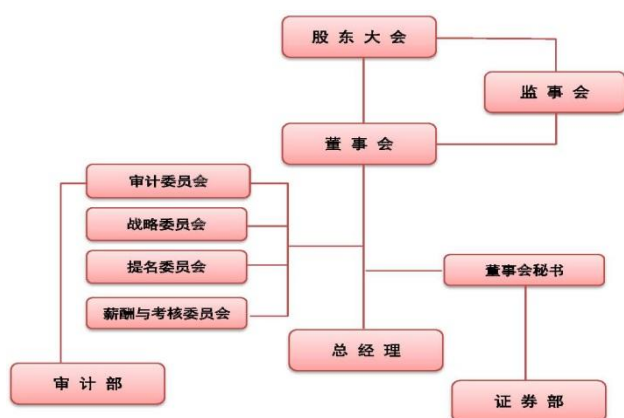 股东大会
监事会
董事会
审计委员会
战略委员会
提名委员会
董事会秘书
薪酬与考核委员会
总经理
审计部
证券部